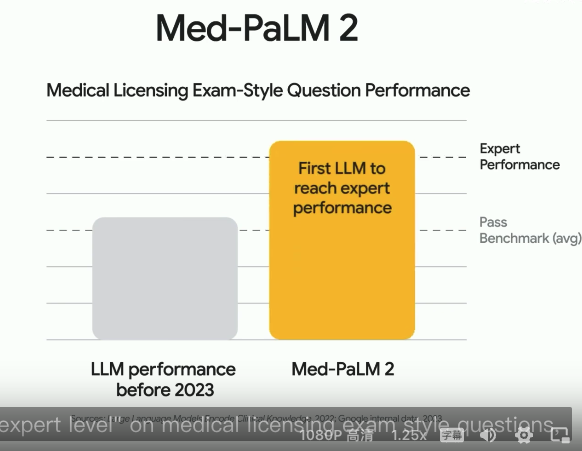 Med-PaLM 2
Medical Licensing Exam-Style Question Performance
Expert
Performance
First LLM to
reach expert
performance
Pass
Benchmark (avg)
LLM performance
before 2023
Med-PaLM 2
Sources: Large Language Models Encode Clinical Knowledge, 2022; Google internal data, 2023
expert level" on medical licensing exam style questions
1080P 高清
1.25x
字幕